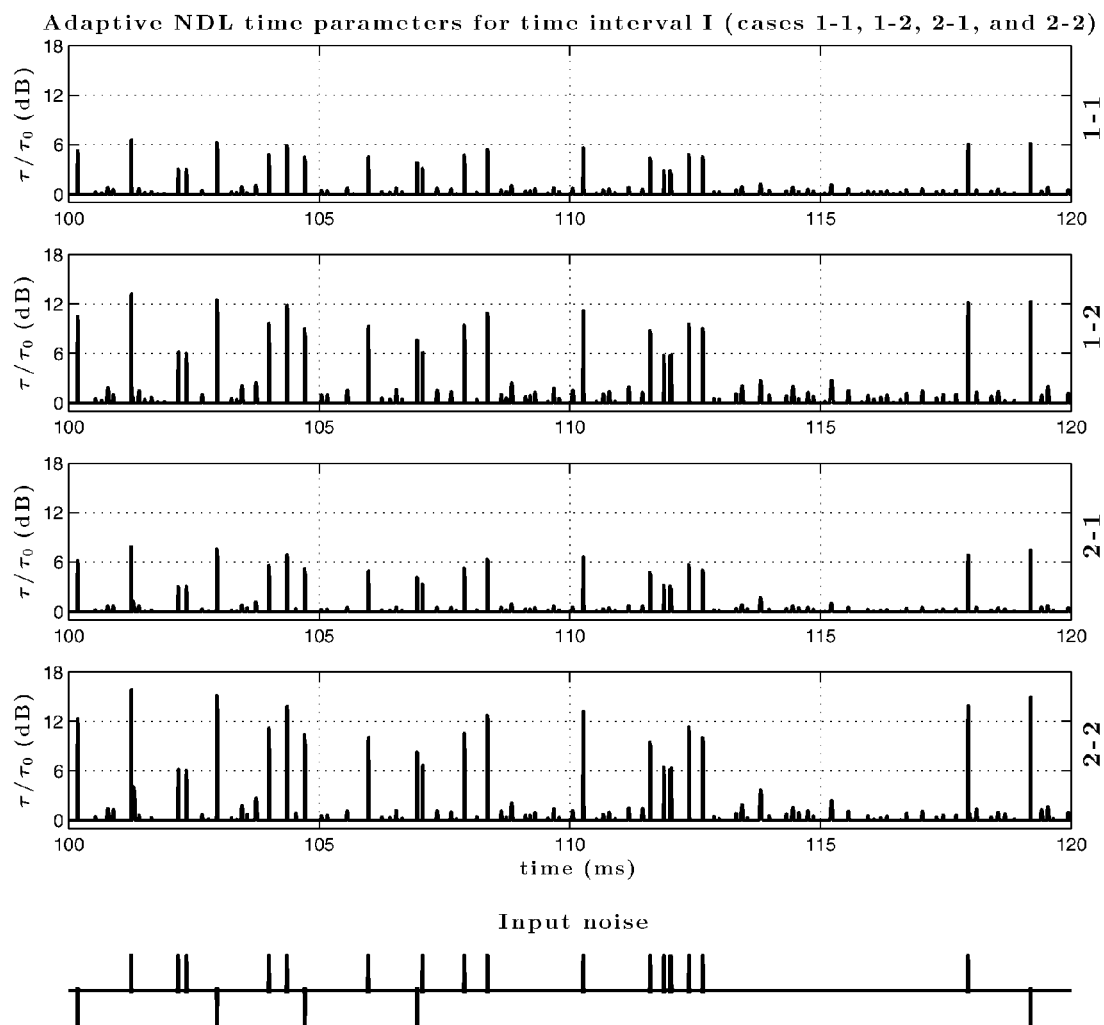 Adaptive NDL time parameters for time interval I (cases 1-1, 1-2, 2-1, and 2-2)
18
12
6
0
τ/τ₀ (dB)
1-1
100 105 110 115 120
18
12
6
0
τ/τ₀ (dB)
1-2
100 105 110 115 120
18
12
6
0
τ/τ₀ (dB)
2-1
100 105 110 115 120
18
12
6
0
τ/τ₀ (dB)
2-2
100 105 110 115 120
time (ms)
Input noise